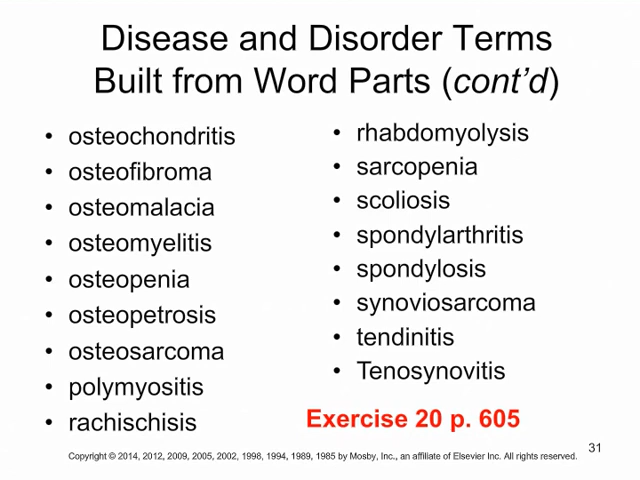 Disease and Disorder Terms
Built from Word Parts (cont’d)
• osteochondritis
• osteofibroma
• osteomalacia
• osteomyelitis
• osteopenia
• osteopetrosis
• osteosarcoma
• polymyositis
• rachischisis
• rhabdomyolysis
• sarcopenia
• scoliosis
• spondylarthritis
• spondylosis
• synoviosarcoma
• tendinitis
• Tenosynovitis
Exercise 20 p. 605
31
Copyright © 2014, 2012, 2009, 2005, 2002, 1998, 1994, 1989, 1985 by Mosby, Inc., an affiliate of Elsevier Inc. All rights reserved.